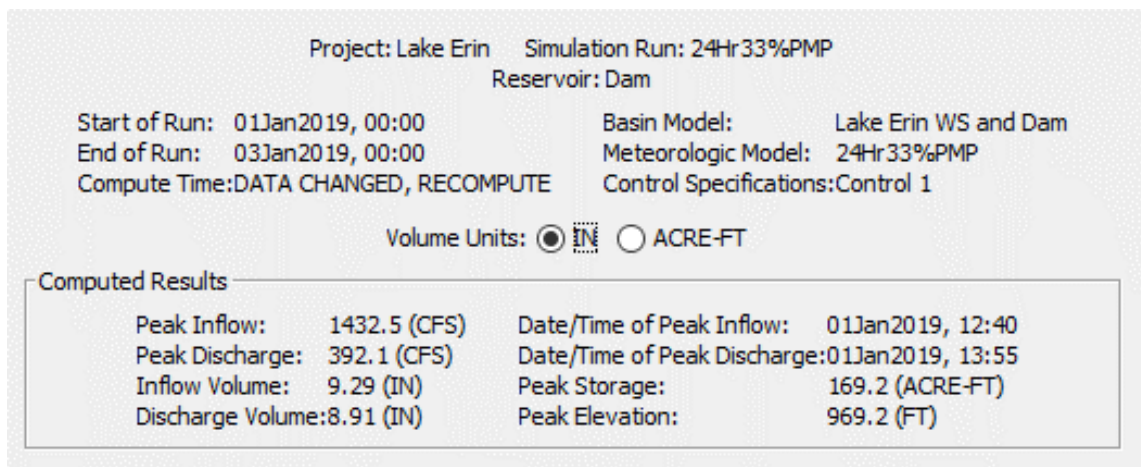 Project: Lake Erin Simulation Run: 24Hr33%PMP
Reservoir: Dam
Start of Run: 01Jan2019, 00:00 Basin Model: Lake Erin WS and Dam
End of Run: 03Jan2019, 00:00 Meteorologic Model: 24Hr33%PMP
Compute Time:DATA CHANGED, RECOMPUTE Control Specifications:Control 1
Volume Units: IN ACRE-FT
Computed Results
Peak Inflow: 1432.5 (CFS) Date/Time of Peak Inflow: 01Jan2019, 12:40
Peak Discharge: 392.1 (CFS) Date/Time of Peak Discharge:01Jan2019, 13:55
Inflow Volume: 9.29 (IN) Peak Storage: 169.2 (ACRE-FT)
Discharge Volume:8.91 (IN) Peak Elevation: 969.2 (FT)